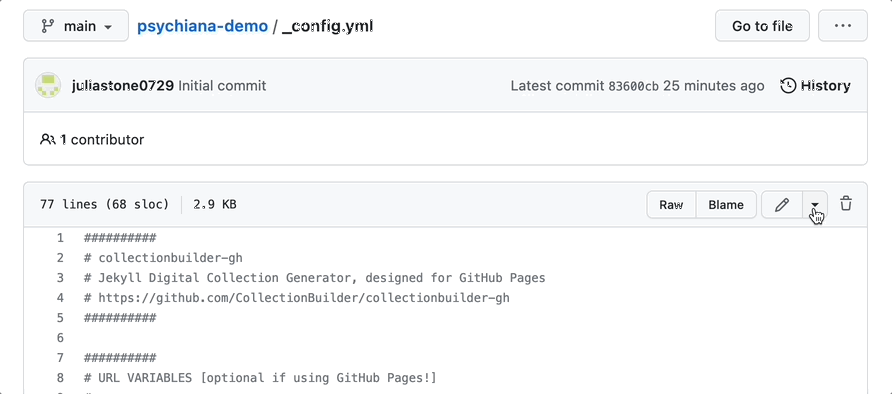 main psychiana-demo / _config.yml Go to file ...
juliastone0729 Initial commit Latest commit 83600cb 25 minutes ago History
1 contributor
77 lines (68 sloc) 2.9 KB Raw Blame
1 ##########
2 # collectionbuilder-gh
3 # Jekyll Digital Collection Generator, designed for GitHub Pages
4 # https://github.com/CollectionBuilder/collectionbuilder-gh
5 ##########
6
7 ##########
8 # URL VARIABLES [optional if using GitHub Pages!]